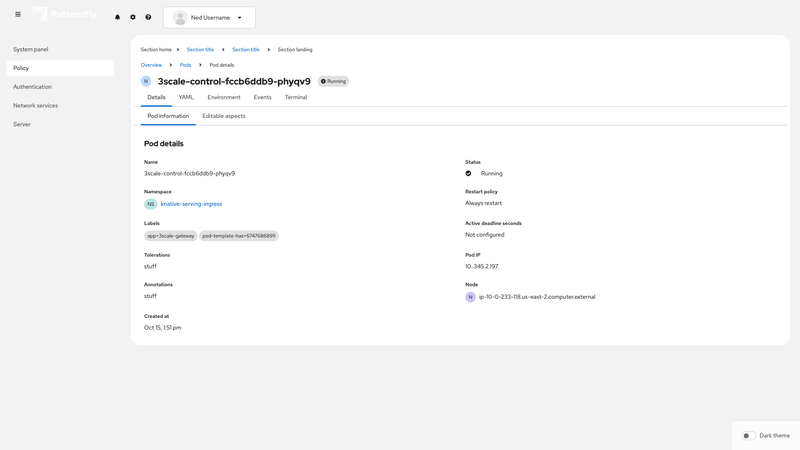 PatternFly
Ned Username
System panel
Policy
Authentication
Network services
Server
Section home
Section title
Section title
Section landing
Overview
Pods
Pod details
N
3scale-control-fccb6ddb9-phyqv9
Running
Details
YAML
Environment
Events
Terminal
Pod information
Editable aspects
Pod details
Name
3scale-control-fccb6ddb9-phyqv9
Namespace
NS knative-serving-ingress
Labels
app=3scale-gateway
pod-template-has=6747686899
Tolerations
stuff
Annotations
stuff
Created at
Oct 15, 1:51 pm
Status
Running
Restart policy
Always restart
Active deadline seconds
Not configured
Pod IP
10..345.2.197
Node
N ip-10-0-233-118.us-east-2.computer.external
Dark theme